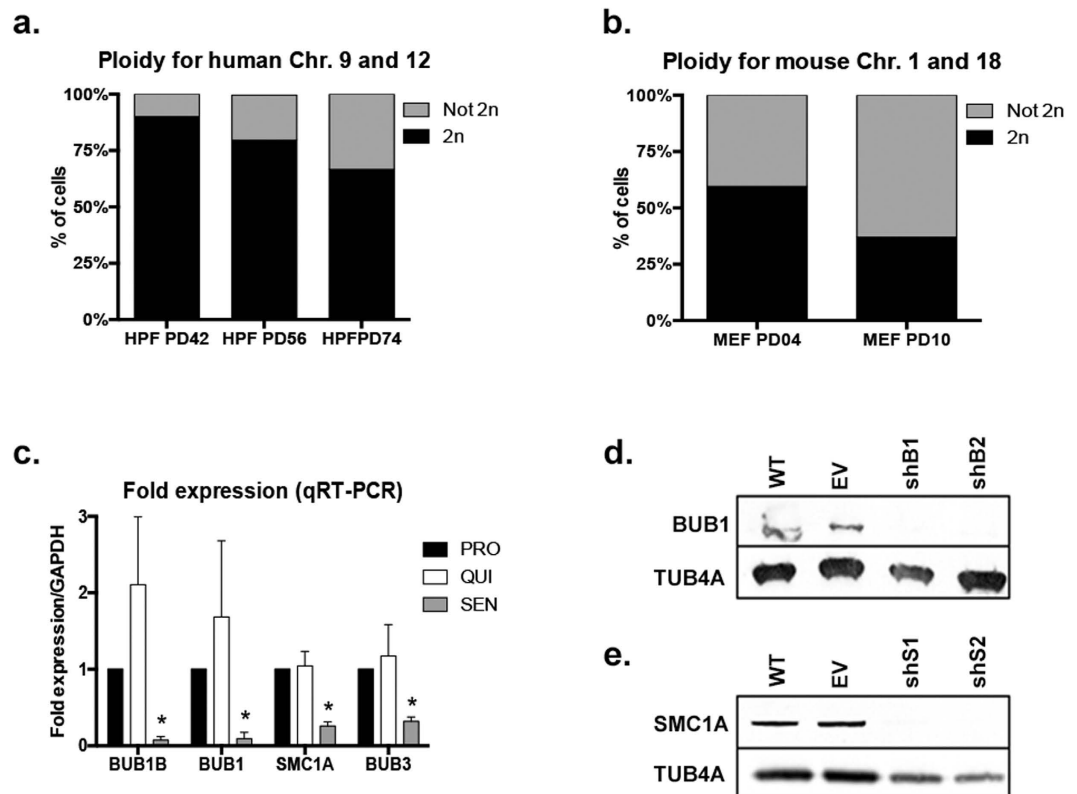 a.
Ploidy for human Chr. 9 and 12
100%
75%
50%
25%
0%
% of cells
HPF PD42 HPF PD56 HPFPD74
Not 2n
2n
b.
Ploidy for mouse Chr. 1 and 18
100%
75%
50%
25%
0%
% of cells
MEF PD04 MEF PD10
Not 2n
2n
c.
Fold expression (qRT-PCR)
Fold expression/GAPDH
3
2
1
0
* * * *
BUB1B BUB1 SMC1A BUB3
PRO
QUI
SEN
d.
WT EV shB1 shB2
BUB1
TUB4A
e.
WT EV shS1 shS2
SMC1A
TUB4A